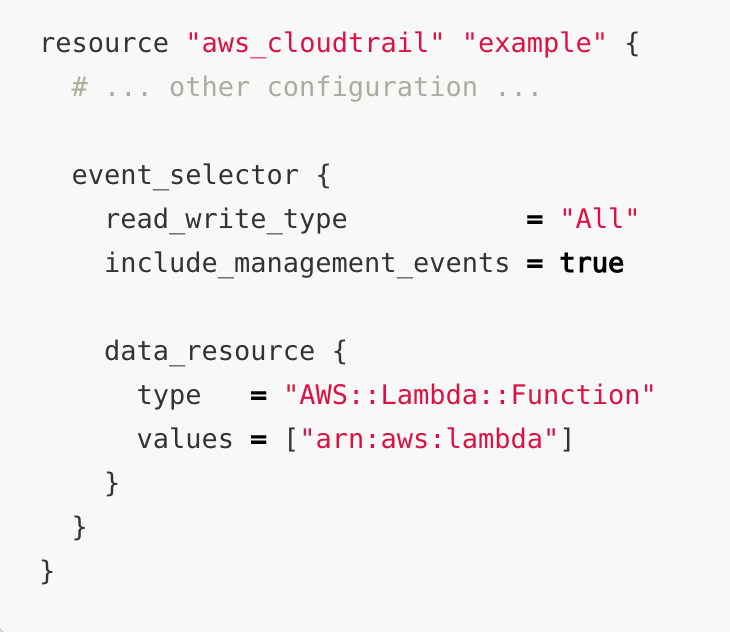 resource "aws_cloudtrail" "example" {
  # ... other configuration ...

  event_selector {
    read_write_type           = "All"
    include_management_events = true

    data_resource {
      type   = "AWS::Lambda::Function"
      values = ["arn:aws:lambda"]
    }
  }
}